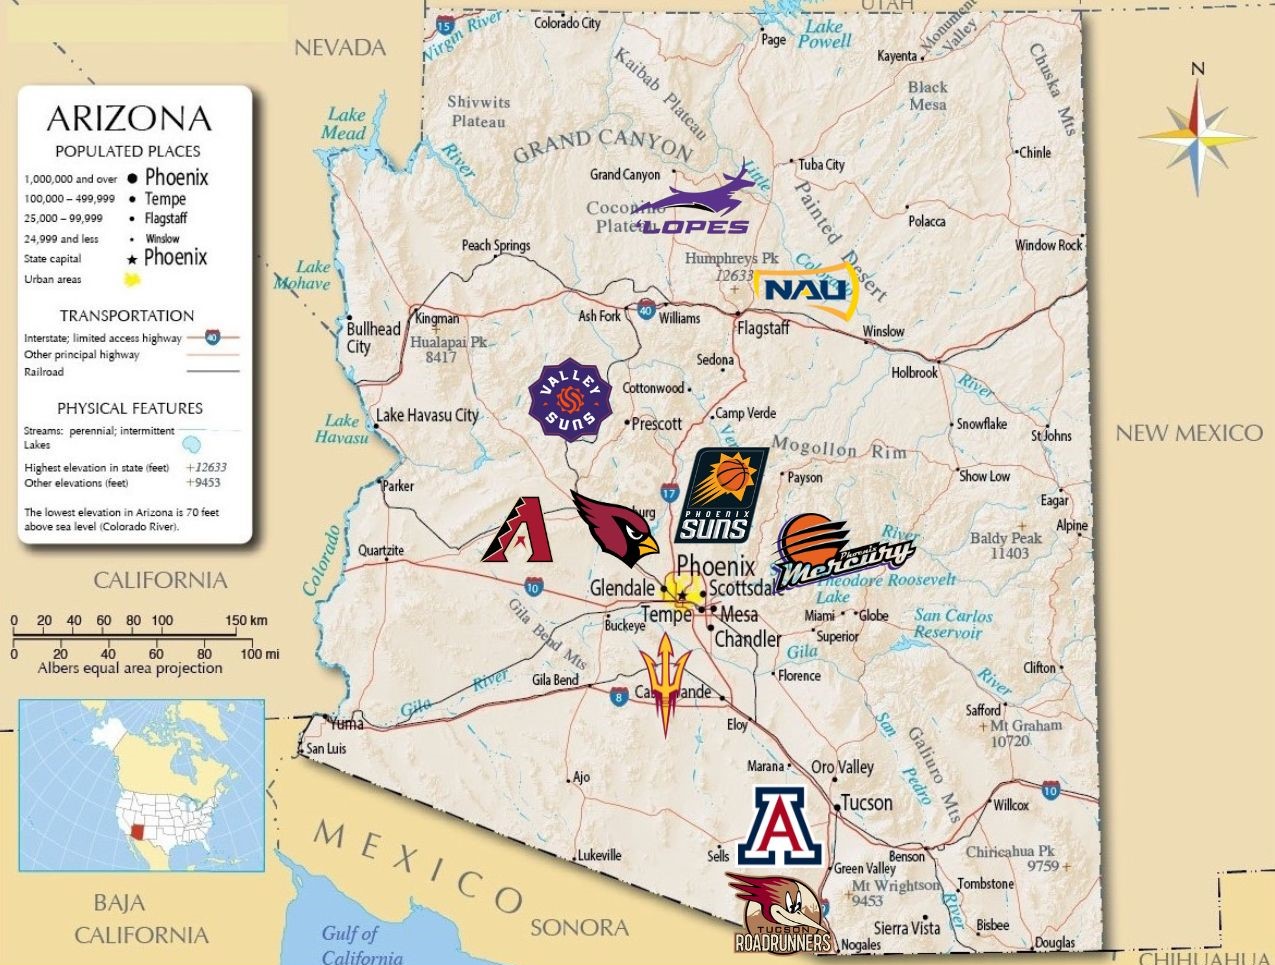 UTAH
NEVADA
15
Virgin River
Colorado City
Page
Lake
Powell
Kayenta
Monument
Valley
Chuska Mts
N
ARIZONA
POPULATED PLACES
1,000,000 and over
Phoenix
100,000 – 499,999
Tempe
25,000 – 99,999
Flagstaff
24,999 and less
Winslow
State capital
Phoenix
Urban areas
TRANSPORTATION
Interstate; limited access highway
40
Other principal highway
Railroad
PHYSICAL FEATURES
Streams: perennial; intermittent
Lakes
Highest elevation in state (feet)
+12633
Other elevations (feet)
+9453
The lowest elevation in Arizona is 70 feet
above sea level (Colorado River).
Lake
Mead
Shivwits
Plateau
Kaibab Plateau
Black
Mesa
GRAND CANYON
River
Grand Canyon
Little
Tuba City
Chinle
Coconino
Plateau
LOPES
Painted Desert
Polacca
Window Rock
Peach Springs
Lake
Mohave
Humphreys Pk
12633
Colorado
NAU
Bullhead
City
Kingman
Hualapai Pk
8417
Ash Fork
40
Williams
Flagstaff
Winslow
Sedona
Holbrook
River
VALLEY
SUNS
Cottonwood
Lake
Havasu
Lake Havasu City
Prescott
Camp Verde
Snowflake
St Johns
NEW MEXICO
Mogollon Rim
Parker
17
Payson
Show Low
Eagar
PHOENIX
SUNS
A
Alpine
Baldy Peak
11403
River
Phoenix
Mercury
Quartzite
Colorado
CALIFORNIA
10
Glendale
Phoenix
Scottsdale
Theodore Roosevelt
Lake
Tempe
Mesa
Buckeye
Chandler
Miami
Globe
Superior
San Carlos
Reservoir
0 20 40 60 80 100 150 km
0 20 40 60 80 100 mi
Albers equal area projection
Gila Bend Mts
Gila
River
Gila Bend
8
Florence
Clifton
River
Safford
Mt Graham
10720
Gila
River
Yuma
San Luis
Eloy
San
Pedro
Galiuro Mts
Ajo
Marana
Oro Valley
Tucson
10
Willcox
A
MEXICO
Lukeville
Sells
Green Valley
Benson
Chiricahua Pk
9759
Mt Wrightson
9453
Tombstone
River
TUCSON
ROADRUNNERS
Sierra Vista
Bisbee
Nogales
Douglas
BAJA
CALIFORNIA
Gulf of
California
SONORA
CHIHUAHUA